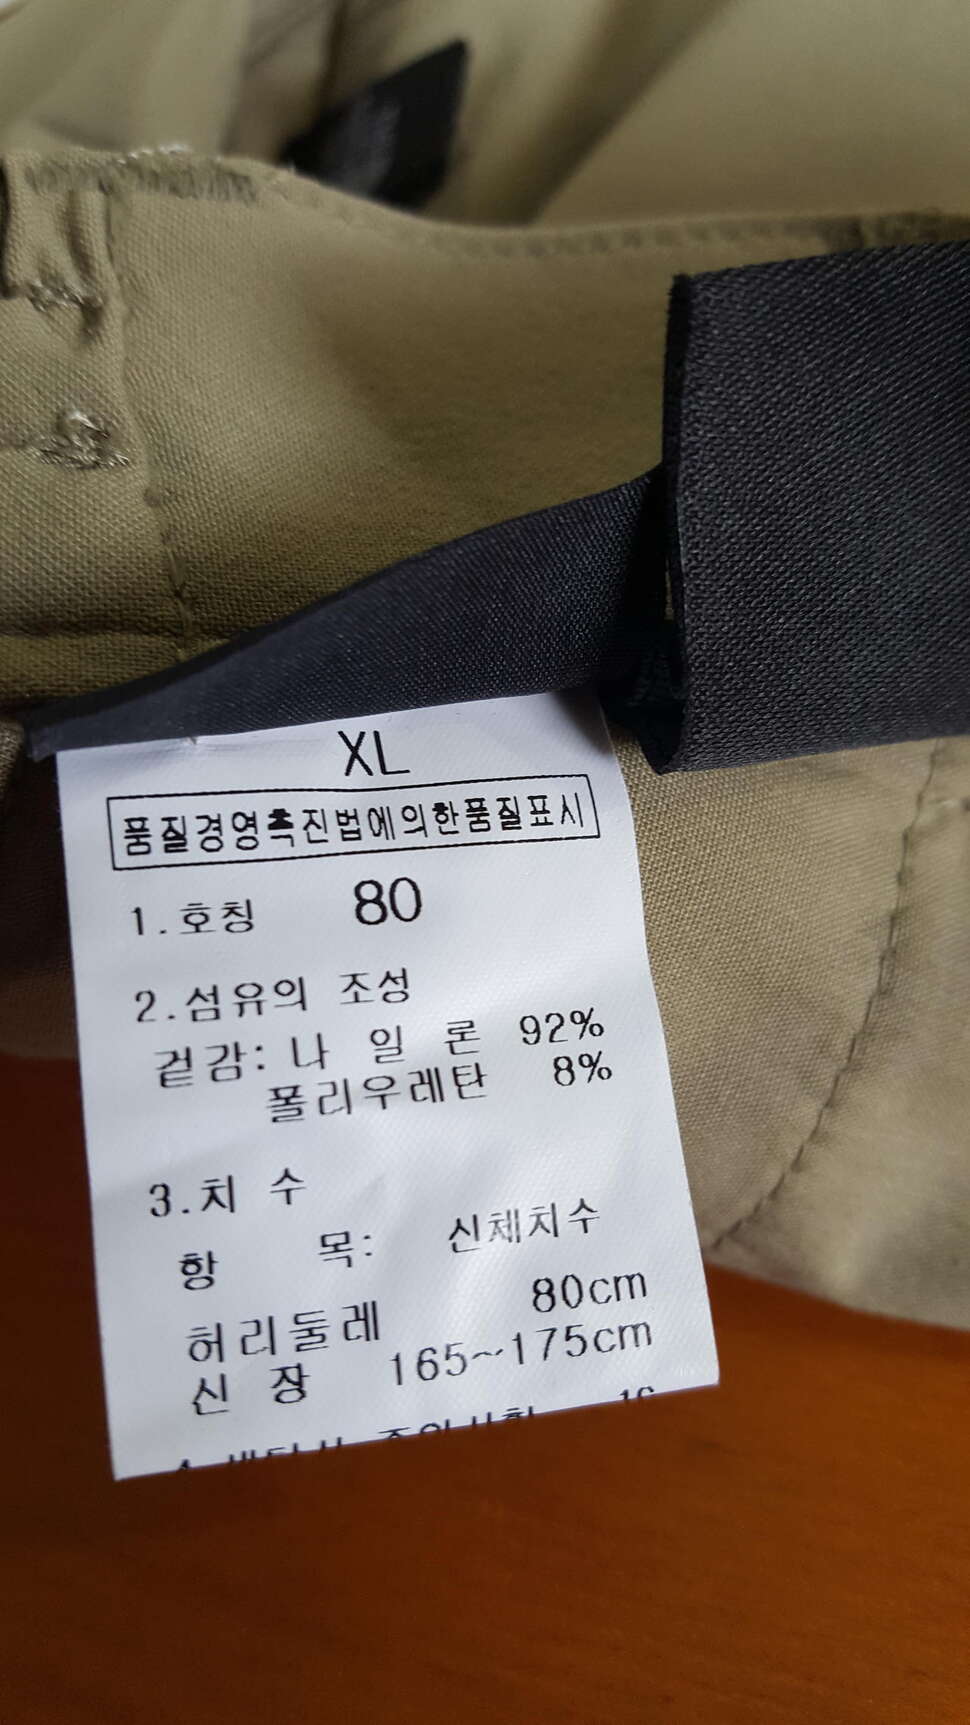 XL
품질경영촉진법에의한품질표시
1.호칭 80
2.섬유의 조성
겉감: 나 일 론 92%
폴리우레탄 8%
3.치 수
항 목: 신체치수
허리둘레 80cm
신 장 165~175cm